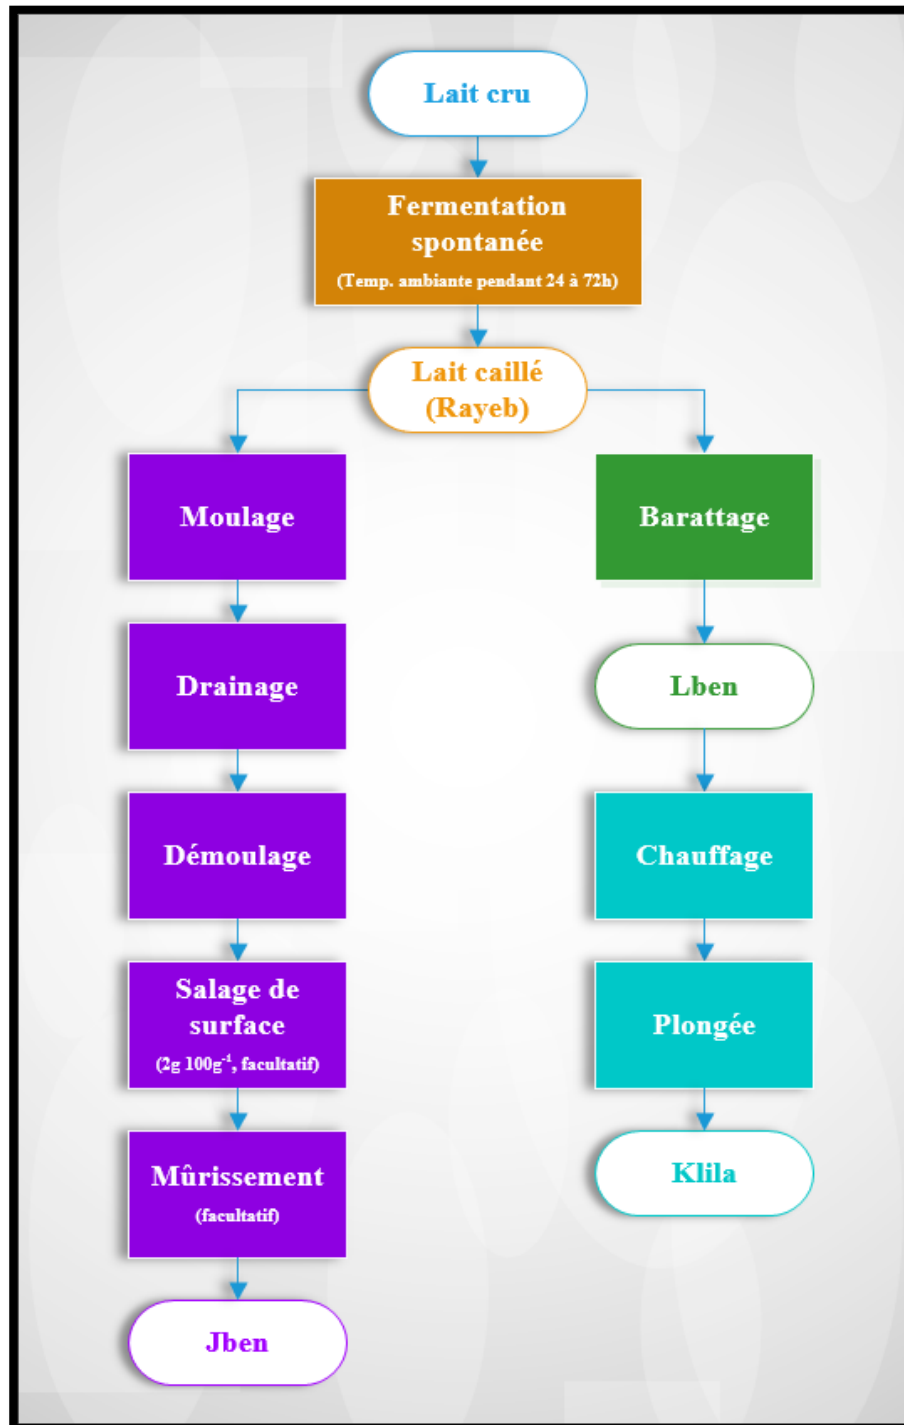 Lait cru
Fermentation
spontanée
(Temp. ambiante pendant 24 à 72h)
Lait caillé
(Rayeb)
Moulage
Drainage
Démoulage
Salage de
surface
(2g 100g⁻¹, facultatif)
Mûrissement
(facultatif)
Jben
Barattage
Lben
Chauffage
Plongée
Klila